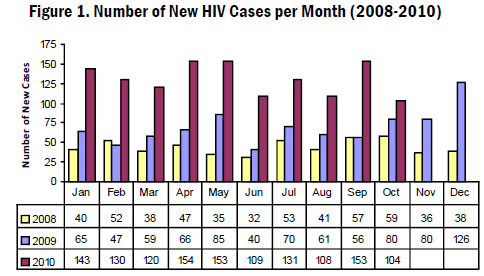 Figure 1. Number of New HIV Cases per Month (2008-2010)
Number of New Cases
175
150
125
100
75
50
25
0
Jan Feb Mar Apr May Jun Jul Aug Sep Oct Nov Dec
2008 40 52 38 47 35 32 53 41 57 59 36 38
2009 65 47 59 66 85 40 70 61 56 80 80 126
2010 143 130 120 154 153 109 131 108 153 104